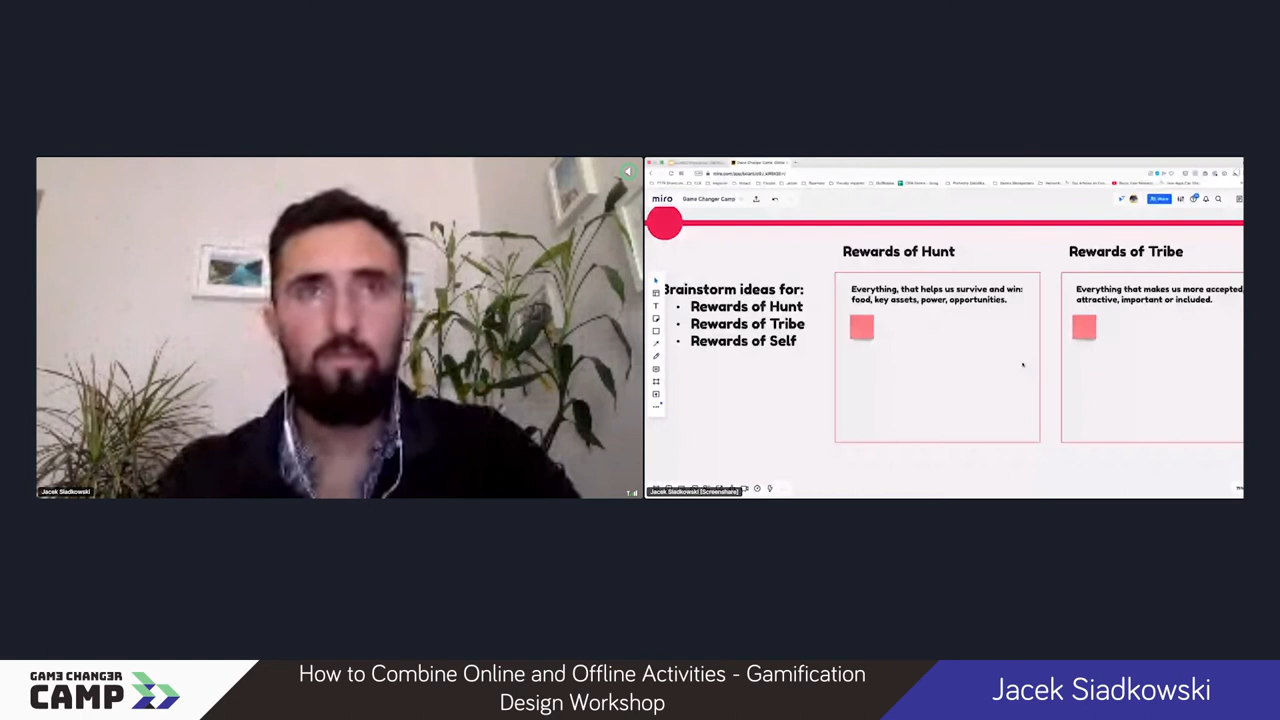 miro
Game Changer Camp
Share
Rewards of Hunt
Rewards of Tribe
Brainstorm ideas for:
• Rewards of Hunt
• Rewards of Tribe
• Rewards of Self
Everything, that helps us survive and win:
food, key assets, power, opportunities.
Everything that makes us more accepted,
attractive, important or included.
Jacek Siadkowski
Jacek Siadkowski [Screenshare]
GAME CHANGER
CAMP
How to Combine Online and Offline Activities - Gamification
Design Workshop
Jacek Siadkowski